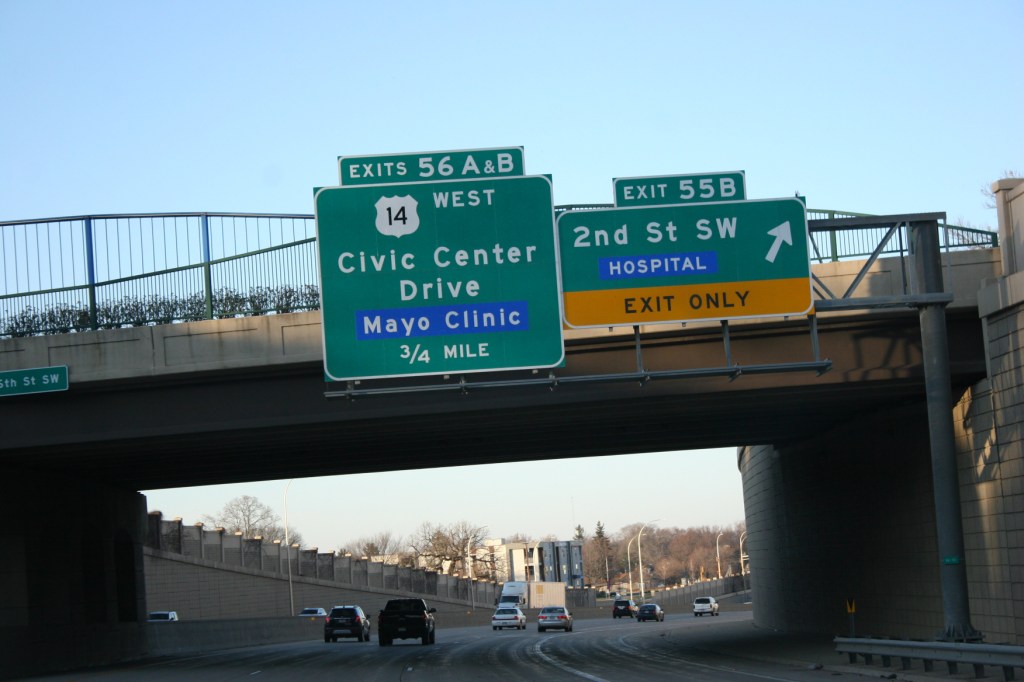 EXITS 56 A&B
14 WEST
Civic Center
Drive
Mayo Clinic
3/4 MILE
EXIT 55B
2nd St SW
HOSPITAL
EXIT ONLY
St SW